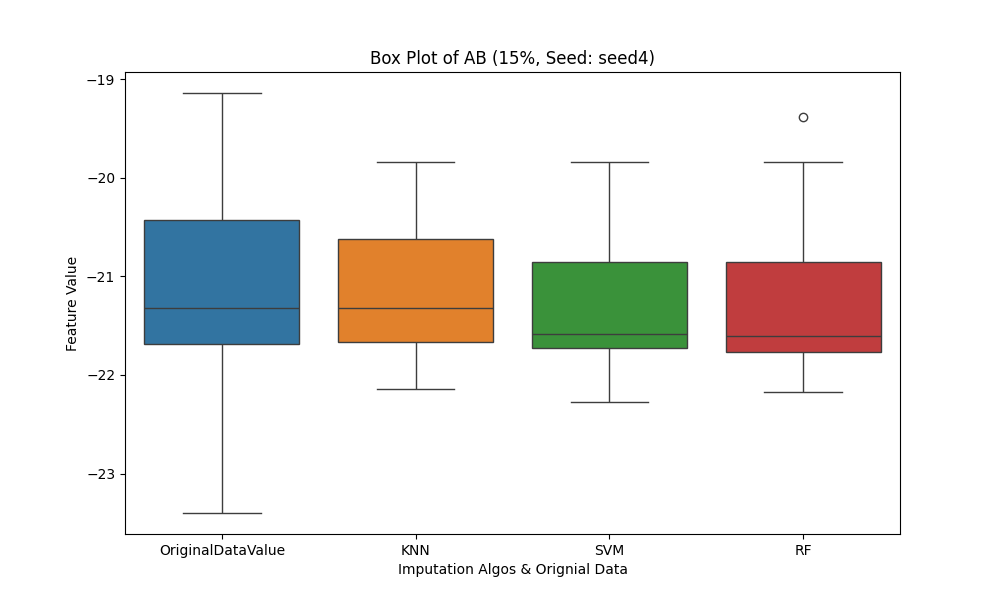 Box Plot of AB (15%, Seed: seed4)
−19
−20
−21
−22
−23
Feature Value
OriginalDataValue
KNN
SVM
RF
Imputation Algos & Orignial Data